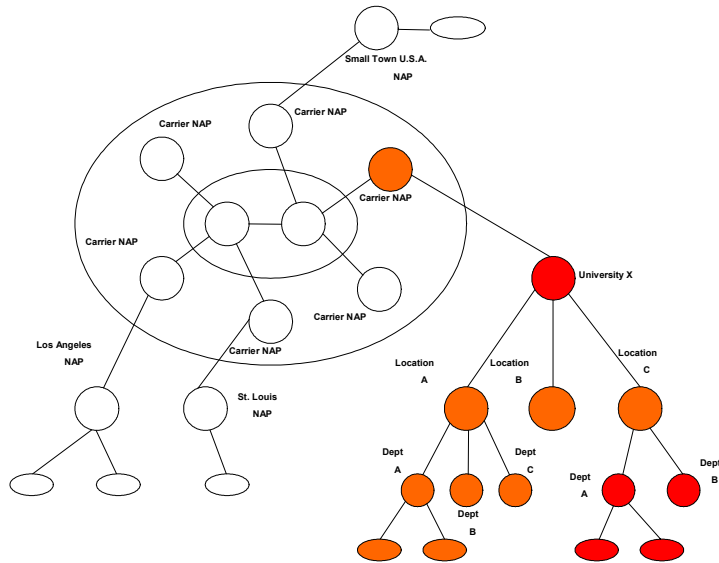 Small Town U.S.A.
NAP
Carrier NAP
Carrier NAP
Carrier NAP
Carrier NAP
University X
Carrier NAP
Los Angeles
NAP
Carrier NAP
Location
A
Location
B
Location
C
St. Louis
NAP
Dept
A
Dept
C
Dept
B
Dept
A
Dept
B